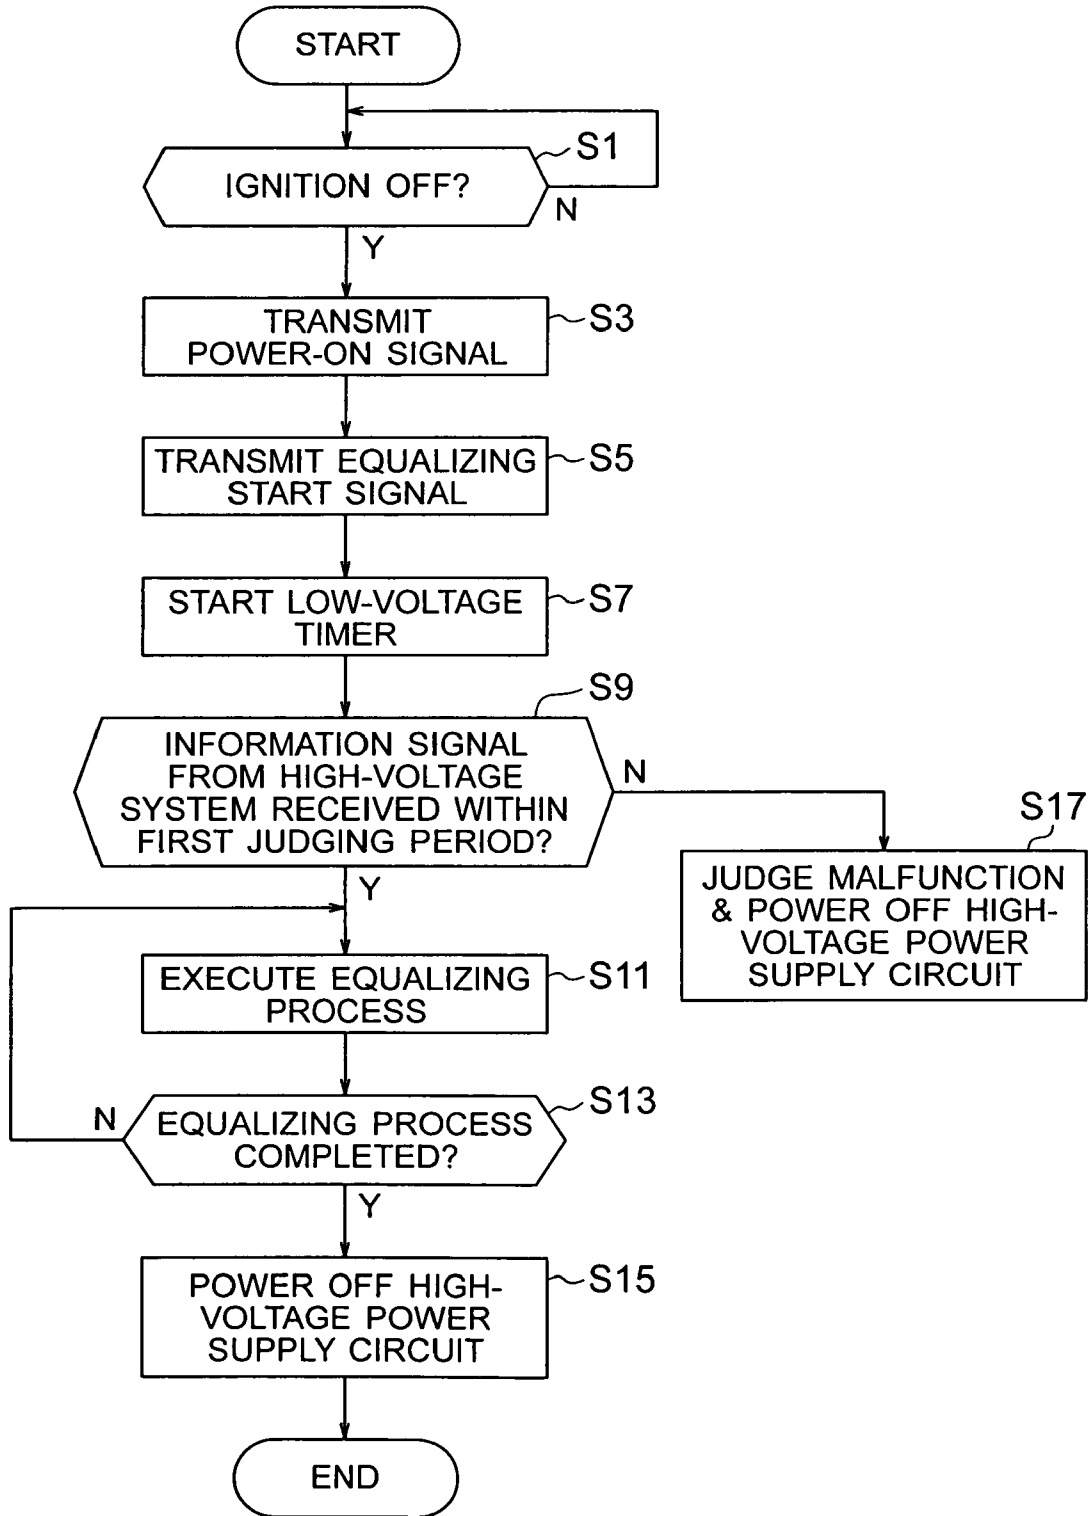 START
S1
IGNITION OFF?
N
Y
TRANSMIT
POWER-ON SIGNAL
S3
TRANSMIT EQUALIZING
START SIGNAL
S5
START LOW-VOLTAGE
TIMER
S7
S9
INFORMATION SIGNAL
FROM HIGH-VOLTAGE
SYSTEM RECEIVED WITHIN
FIRST JUDGING PERIOD?
N
Y
S17
JUDGE MALFUNCTION
& POWER OFF HIGH-
VOLTAGE POWER
SUPPLY CIRCUIT
EXECUTE EQUALIZING
PROCESS
S11
S13
EQUALIZING PROCESS
COMPLETED?
N
Y
POWER OFF HIGH-
VOLTAGE POWER
SUPPLY CIRCUIT
S15
END